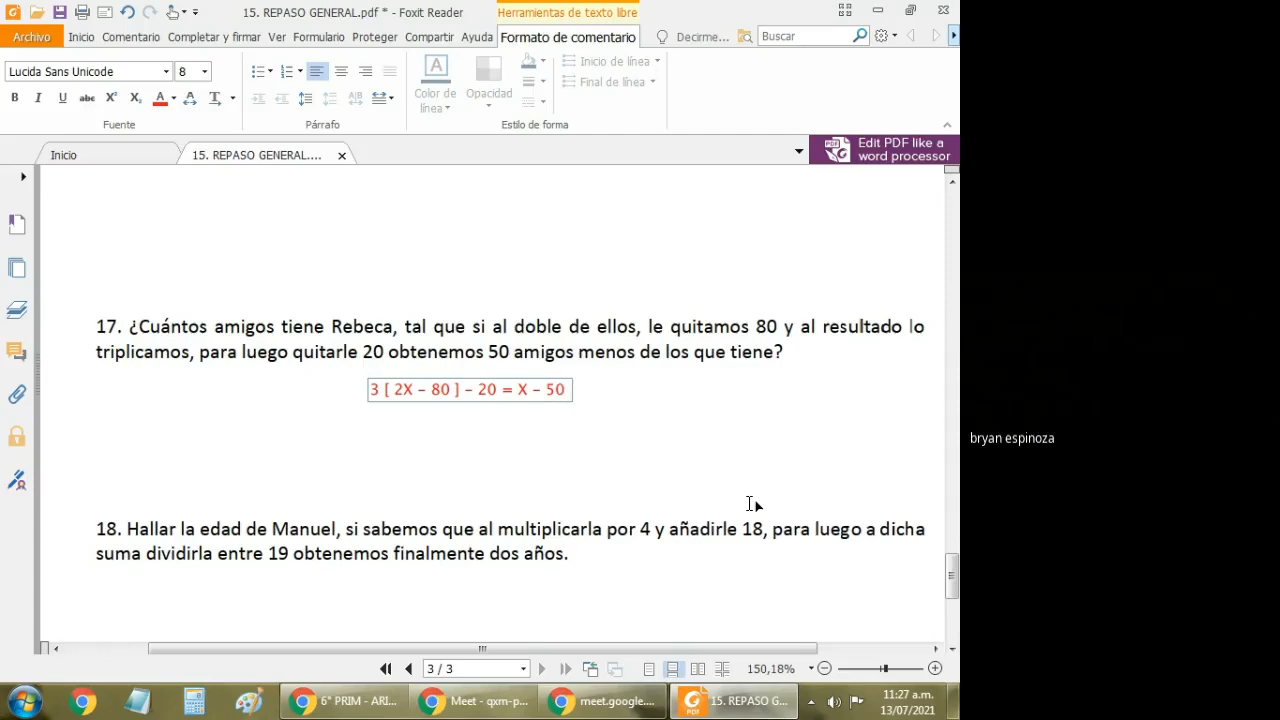 15. REPASO GENERAL.pdf * - Foxit Reader
Herramientas de texto libre
Archivo Inicio Comentario Completar y firmar Ver Formulario Proteger Compartir Ayuda Formato de comentario Decirme... Buscar
Lucida Sans Unicode 8
Color de línea Opacidad
Inicio de línea
Final de línea
Fuente Párrafo Estilo de forma
Inicio 15. REPASO GENERAL....
Edit PDF like a
word processor
17. ¿Cuántos amigos tiene Rebeca, tal que si al doble de ellos, le quitamos 80 y al resultado lo
triplicamos, para luego quitarle 20 obtenemos 50 amigos menos de los que tiene?
3 [ 2X – 80 ] – 20 = X – 50
bryan espinoza
18. Hallar la edad de Manuel, si sabemos que al multiplicarla por 4 y añadirle 18, para luego a dicha
suma dividirla entre 19 obtenemos finalmente dos años.
3 / 3 150,18%
6° PRIM - ARI... Meet - qxm-p... meet.google.... 15. REPASO G...
11:27 a.m.
13/07/2021